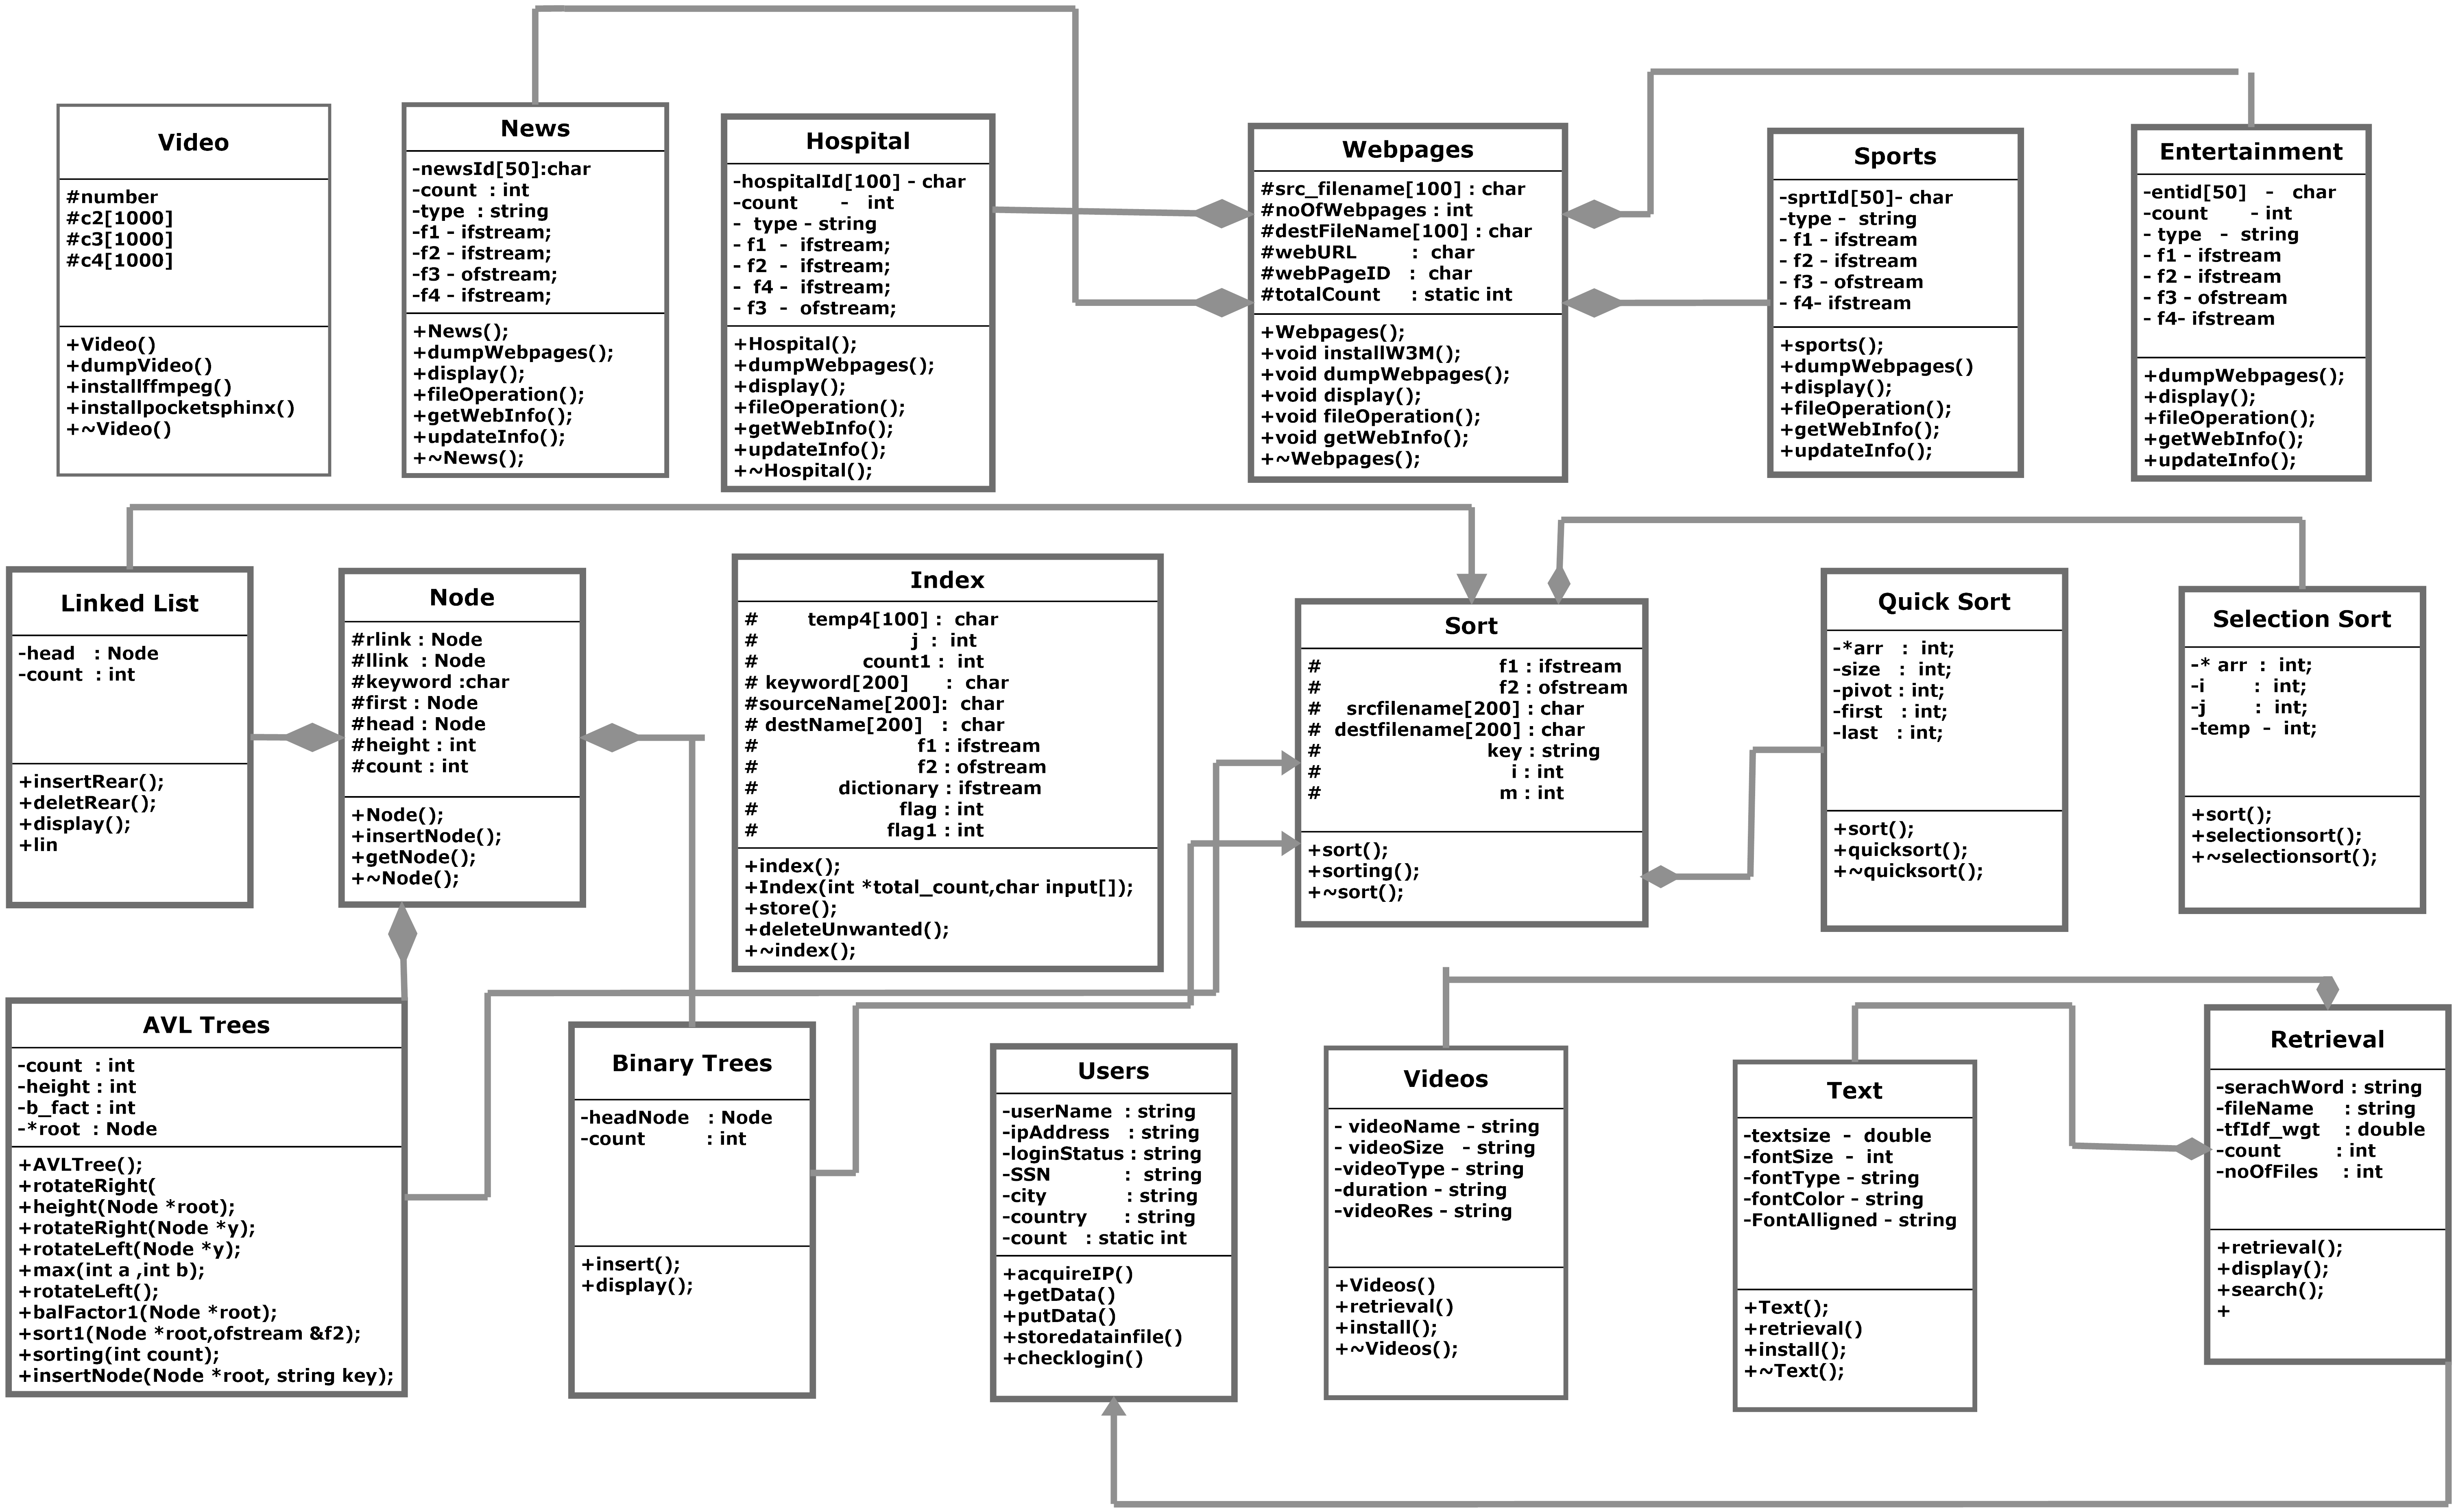 Video
#number
#c2[1000]
#c3[1000]
#c4[1000]
+Video()
+dumpVideo()
+installffmpeg()
+installpocketsphinx()
+~Video()
News
-newsId[50]:char
-count : int
-type : string
-f1 - ifstream;
-f2 - ifstream;
-f3 - ofstream;
-f4 - ifstream;
+News();
+dumpWebpages();
+display();
+fileOperation();
+getWebInfo();
+updateInfo();
+~News();
Hospital
-hospitalId[100] - char
-count - int
- type - string
- f1 - ifstream;
- f2 - ifstream;
- f4 - ifstream;
- f3 - ofstream;
+Hospital();
+dumpWebpages();
+display();
+fileOperation();
+getWebInfo();
+updateInfo();
+~Hospital();
Webpages
#src_filename[100] : char
#noOfWebpages : int
#destFileName[100] : char
#webURL : char
#webPageID : char
#totalCount : static int
+Webpages();
+void installW3M();
+void dumpWebpages();
+void display();
+void fileOperation();
+void getWebInfo();
+~Webpages();
Sports
-sprtId[50]- char
-type - string
- f1 - ifstream
- f2 - ifstream
- f3 - ofstream
- f4- ifstream
+sports();
+dumpWebpages()
+display();
+fileOperation();
+getWebInfo();
+updateInfo();
Entertainment
-entid[50] - char
-count - int
- type - string
- f1 - ifstream
- f2 - ifstream
- f3 - ofstream
- f4- ifstream
+dumpWebpages();
+display();
+fileOperation();
+getWebInfo();
+updateInfo();
Linked List
-head : Node
-count : int
+insertRear();
+deletRear();
+display();
+lin
Node
#rlink : Node
#llink : Node
#keyword :char
#first : Node
#head : Node
#height : int
#count : int
+Node();
+insertNode();
+getNode();
+~Node();
Index
# temp4[100] : char
# j : int
# count1 : int
# keyword[200] : char
#sourceName[200]: char
# destName[200] : char
# f1 : ifstream
# f2 : ofstream
# dictionary : ifstream
# flag : int
# flag1 : int
+index();
+Index(int *total_count,char input[]);
+store();
+deleteUnwanted();
+~index();
Sort
# f1 : ifstream
# f2 : ofstream
# srcfilename[200] : char
# destfilename[200] : char
# key : string
# i : int
# m : int
+sort();
+sorting();
+~sort();
Quick Sort
-*arr : int;
-size : int;
-pivot : int;
-first : int;
-last : int;
+sort();
+quicksort();
+~quicksort();
Selection Sort
-* arr : int;
-i : int;
-j : int;
-temp - int;
+sort();
+selectionsort();
+~selectionsort();
AVL Trees
-count : int
-height : int
-b_fact : int
-*root : Node
+AVLTree();
+rotateRight(
+height(Node *root);
+rotateRight(Node *y);
+rotateLeft(Node *y);
+max(int a ,int b);
+rotateLeft();
+balFactor1(Node *root);
+sort1(Node *root,ofstream &f2);
+sorting(int count);
+insertNode(Node *root, string key);
Binary Trees
-headNode : Node
-count : int
+insert();
+display();
Users
-userName : string
-ipAddress : string
-loginStatus : string
-SSN : string
-city : string
-country : string
-count : static int
+acquireIP()
+getData()
+putData()
+storedatainfile()
+checklogin()
Videos
- videoName - string
- videoSize - string
-videoType - string
-duration - string
-videoRes - string
+Videos()
+retrieval()
+install();
+~Videos();
Text
-textsize - double
-fontSize - int
-fontType - string
-fontColor - string
-FontAlligned - string
+Text();
+retrieval()
+install();
+~Text();
Retrieval
-serachWord : string
-fileName : string
-tfIdf_wgt : double
-count : int
-noOfFiles : int
+retrieval();
+display();
+search();
+